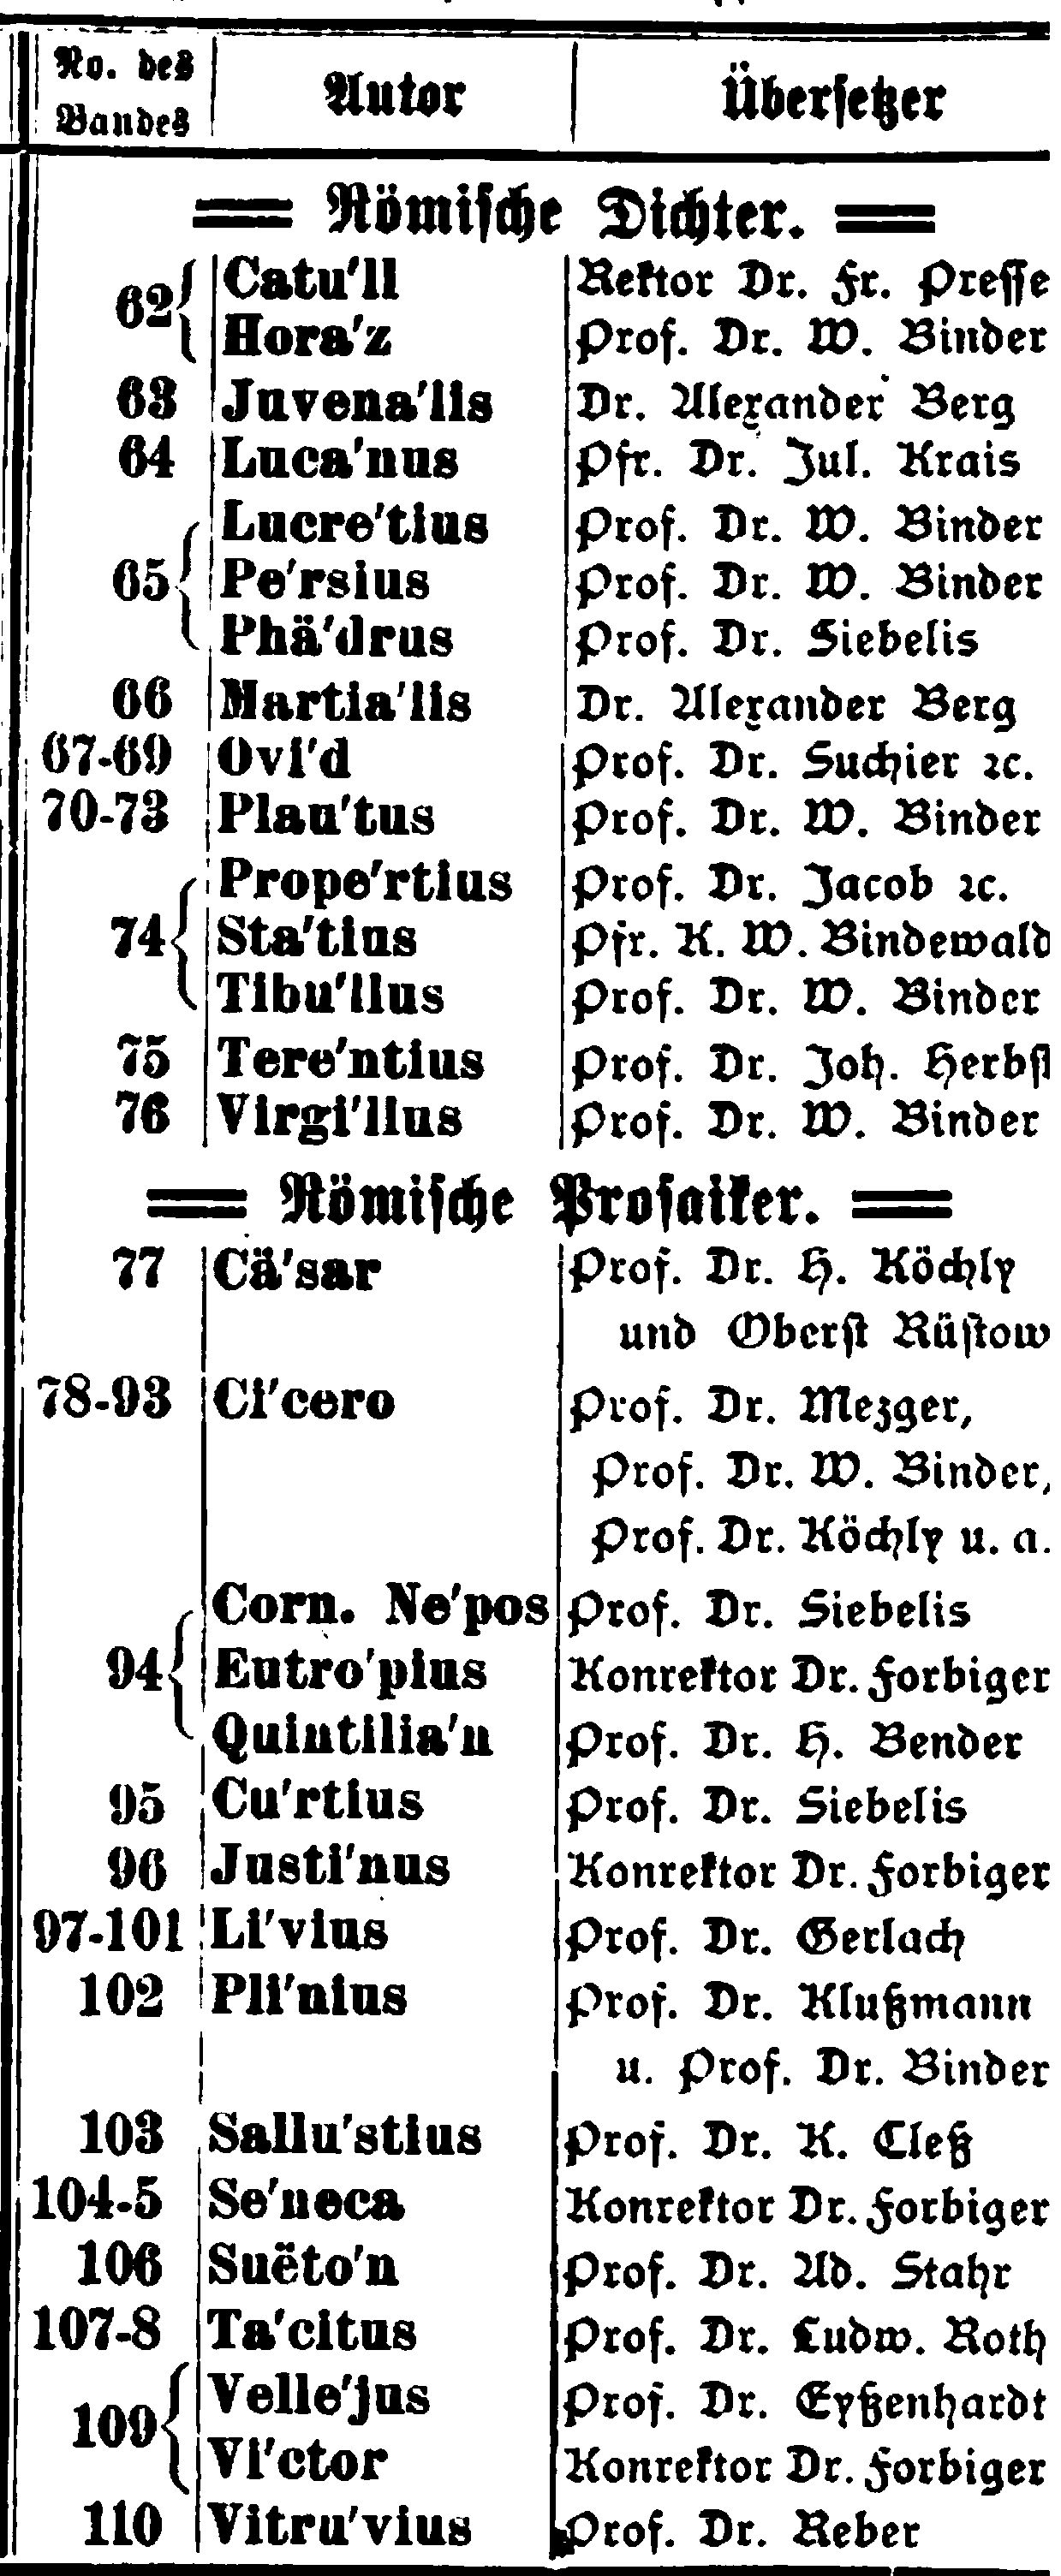 No. des Bandes Autor Übersetzer
Römische Dichter.
62 Catu'll Rektor Dr. Fr. Presse
Hora'z Prof. Dr. W. Binder
63 Juvena'lis Dr. Alexander Berg
64 Luca'nus Pfr. Dr. Jul. Krais
Lucre'tius Prof. Dr. W. Binder
65 Pe'rsius Prof. Dr. W. Binder
Phä'drus Prof. Dr. Siebelis
66 Martia'lis Dr. Alexander Berg
67-69 Ovi'd Prof. Dr. Suchier ꝛc.
70-73 Plau'tus Prof. Dr. W. Binder
Prope'rtius Prof. Dr. Jacob ꝛc.
74 Sta'tius Pfr. K. W. Bindewald
Tibu'llus Prof. Dr. W. Binder
75 Tere'ntius Prof. Dr. Joh. Herbst
76 Virgi'lius Prof. Dr. W. Binder
Römische Prosaiker.
77 Cä'sar Prof. Dr. H. Köchly
und Oberst Rüstow
78-93 Ci'cero Prof. Dr. Mezger,
Prof. Dr. W. Binder,
Prof. Dr. Köchly u. a.
Corn. Ne'pos Prof. Dr. Siebelis
94 Eutro'pius Konrektor Dr. Forbiger
Quintilia'n Prof. Dr. H. Bender
95 Cu'rtius Prof. Dr. Siebelis
96 Justi'nus Konrektor Dr. Forbiger
97-101 Li'vius Prof. Dr. Gerlach
102 Pli'nius Prof. Dr. Klußmann
u. Prof. Dr. Binder
103 Sallu'stius Prof. Dr. K. Cleß
104-5 Se'neca Konrektor Dr. Forbiger
106 Suëto'n Prof. Dr. Ad. Stahr
107-8 Ta'citus Prof. Dr. Ludw. Roth
109 Velle'jus Prof. Dr. Eyßenhardt
Vi'ctor Konrektor Dr. Forbiger
110 Vitru'vius Prof. Dr. Reber